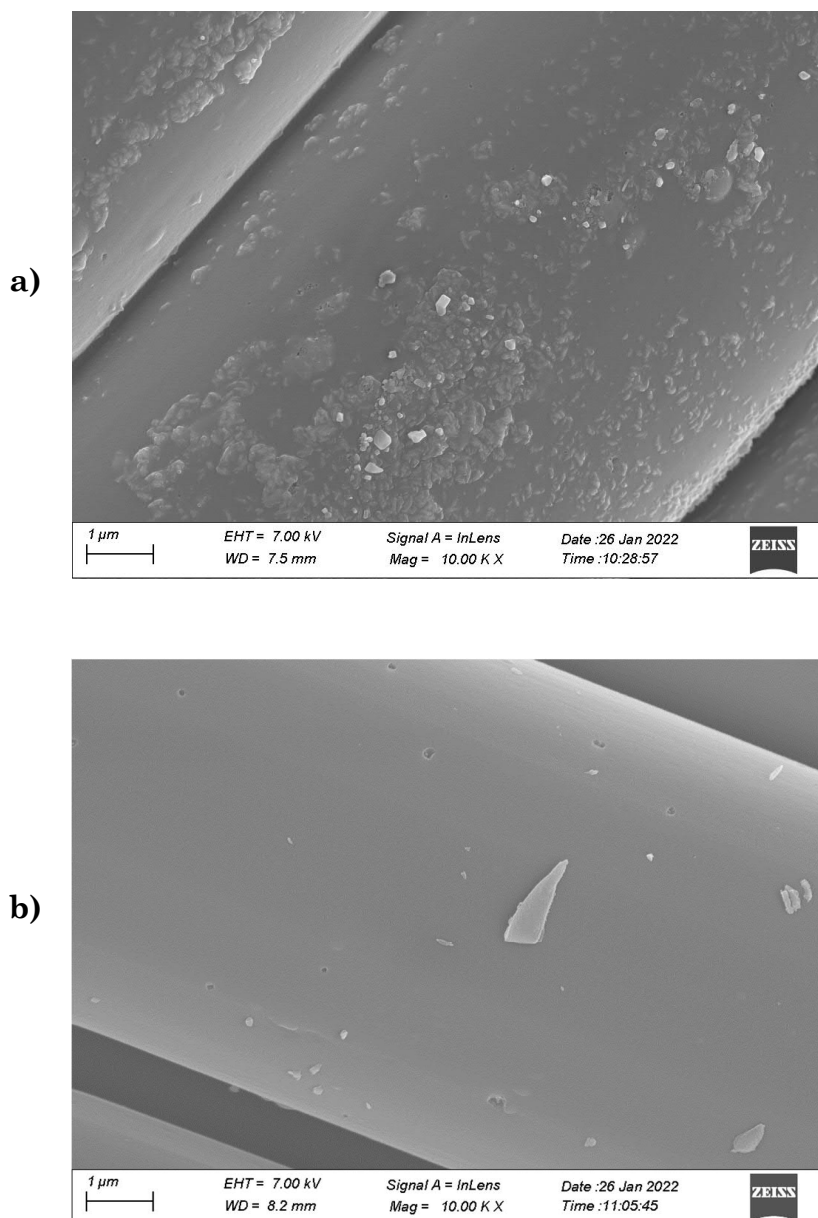 a)
1 µm
EHT = 7.00 kV
Signal A = InLens
Date :26 Jan 2022
WD = 7.5 mm
Mag = 10.00 K X
Time :10:28:57
ZEISS
b)
1 µm
EHT = 7.00 kV
Signal A = InLens
Date :26 Jan 2022
WD = 8.2 mm
Mag = 10.00 K X
Time :11:05:45
ZEISS